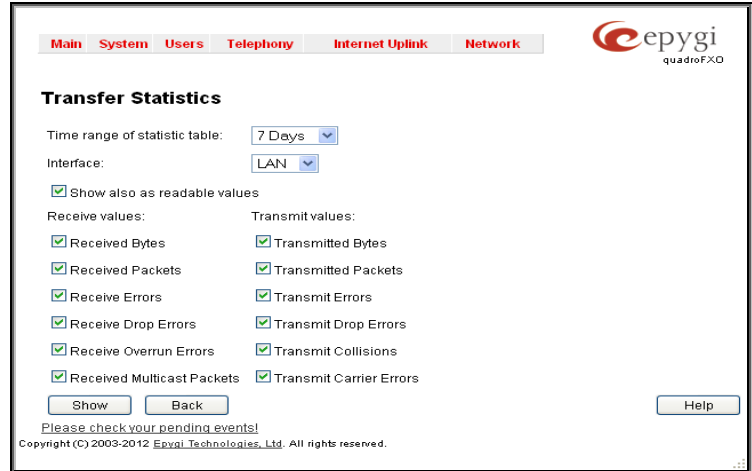 Main System Users Telephony Internet Uplink Network
epygi
quadroFXO
Transfer Statistics
Time range of statistic table: 7 Days
Interface: LAN
Show also as readable values
Receive values: Transmit values:
Received Bytes Transmitted Bytes
Received Packets Transmitted Packets
Receive Errors Transmit Errors
Receive Drop Errors Transmit Drop Errors
Receive Overrun Errors Transmit Collisions
Received Multicast Packets Transmit Carrier Errors
Show Back Help
Please check your pending events!
Copyright (C) 2003-2012 Epygi Technologies, Ltd. All rights reserved.